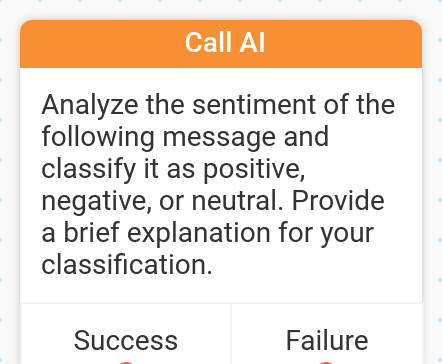 Call AI
Analyze the sentiment of the
following message and
classify it as positive,
negative, or neutral. Provide
a brief explanation for your
classification.
Success
Failure